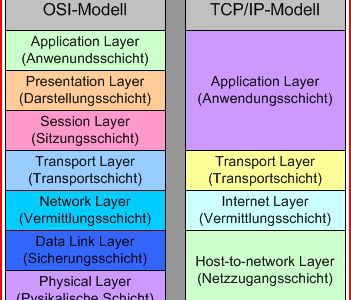 OSI-Modell
Application Layer
(Anwenundsschicht)
Presentation Layer
(Darstellungsschicht)
Session Layer
(Sitzungsschicht)
Transport Layer
(Transportschicht)
Network Layer
(Vermittlungsschicht)
Data Link Layer
(Sicherungsschicht)
Physical Layer
(Pysikalische Schicht)
TCP/IP-Modell
Application Layer
(Anwendungsschicht)
Transport Layer
(Transportschicht)
Internet Layer
(Vermittlungsschicht)
Host-to-network Layer
(Netzzugangsschicht)